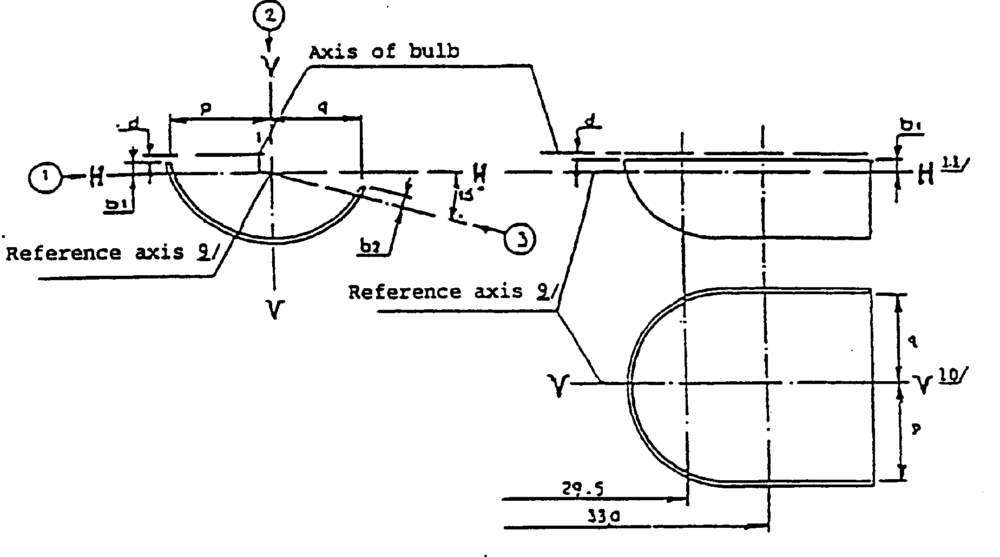 2
V
Axis of bulb
p
q
d
d
b1
1
H
H
H 11/
15°
b1
b2
3
Reference axis 9/
V
Reference axis 9/
q
V
V 10/
p
29.5
33.0